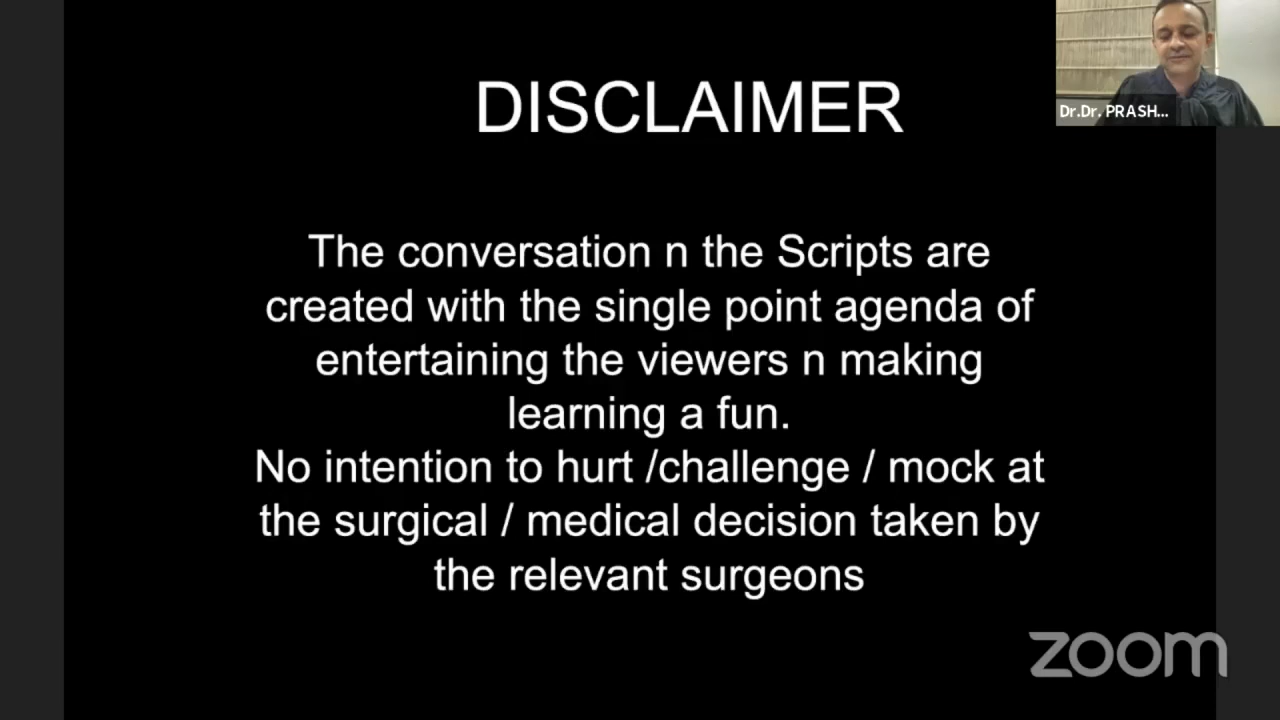 DISCLAIMER
Dr.Dr. PRASH...
The conversation n the Scripts are
created with the single point agenda of
entertaining the viewers n making
learning a fun.
No intention to hurt /challenge / mock at
the surgical / medical decision taken by
the relevant surgeons
zoom